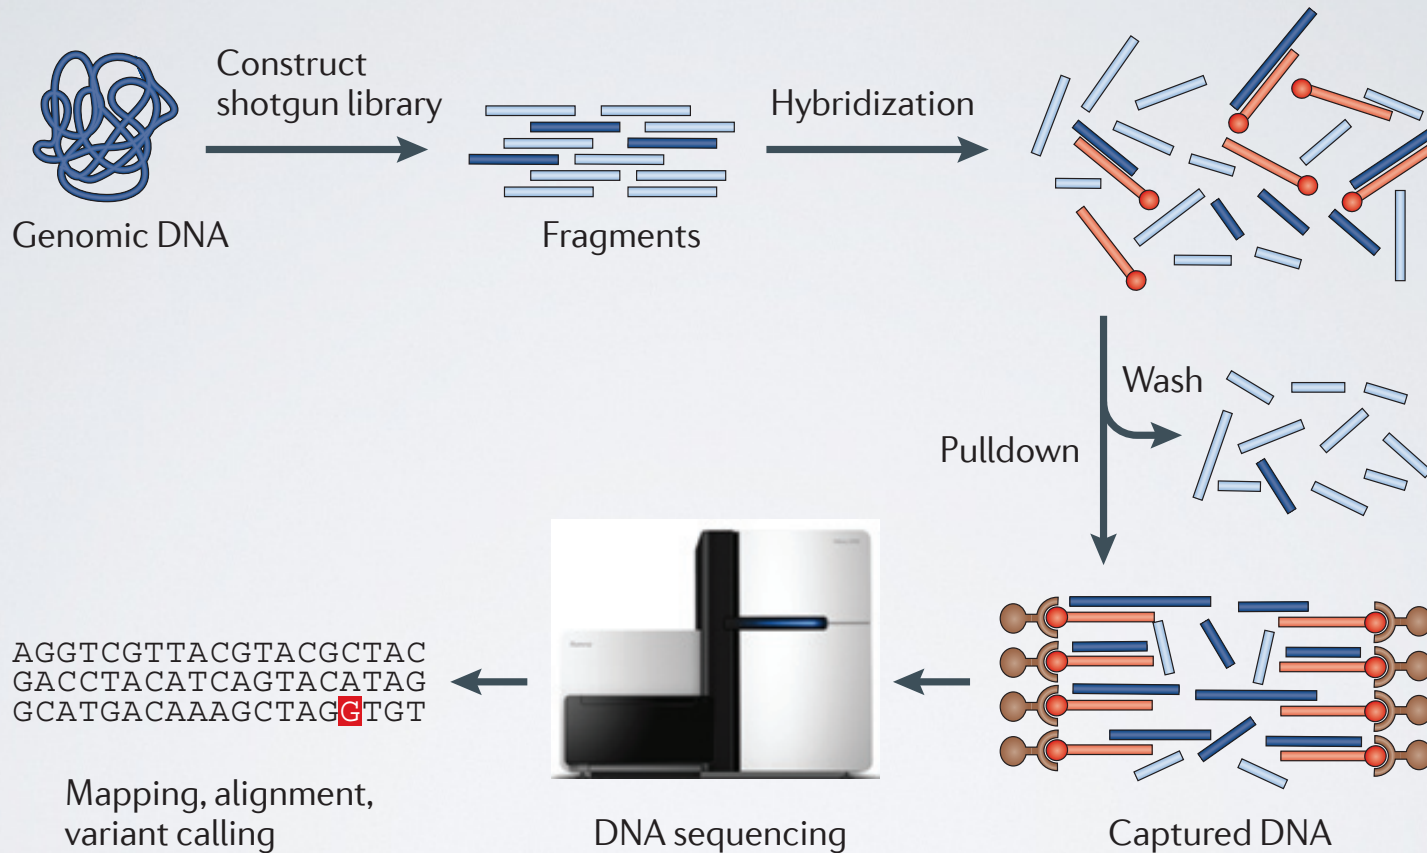 Construct
shotgun library
Genomic DNA
Fragments
Hybridization
Wash
Pulldown
Captured DNA
DNA sequencing
AGGTCGTTACGTACGCTAC
GACCTACATCAGTACATAG
GCATGACAAAGCTAGGTGT
Mapping, alignment,
variant calling